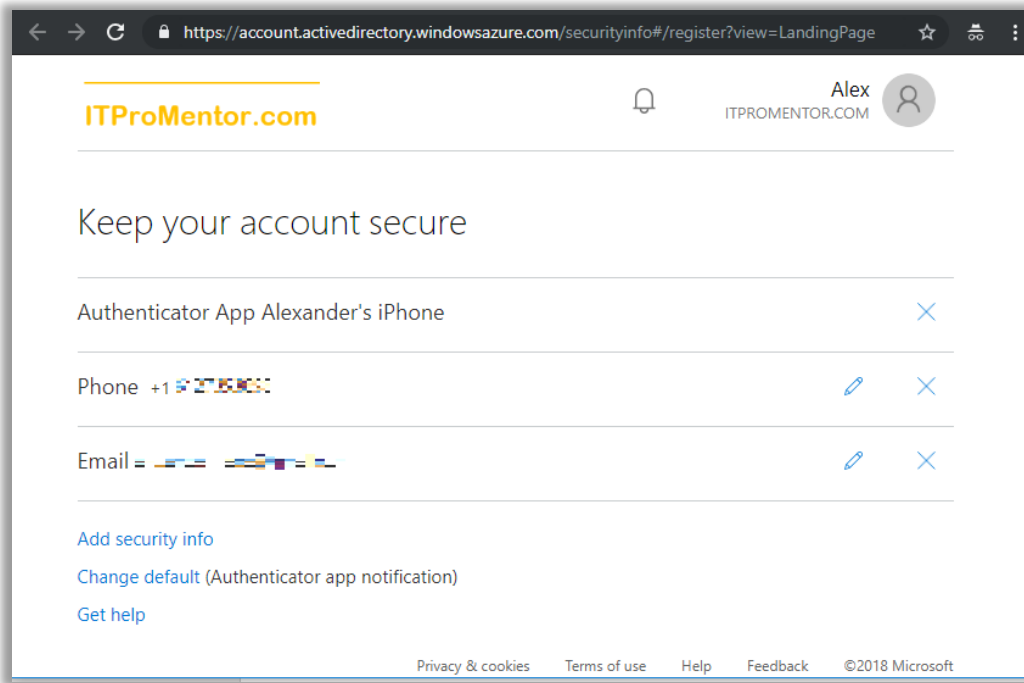 https://account.activedirectory.windowsazure.com/securityinfo#/register?view=LandingPage
ITProMentor.com
Alex
ITPROMENTOR.COM
Keep your account secure
Authenticator App Alexander's iPhone
Phone +1
Email
Add security info
Change default (Authenticator app notification)
Get help
Privacy & cookies Terms of use Help Feedback ©2018 Microsoft